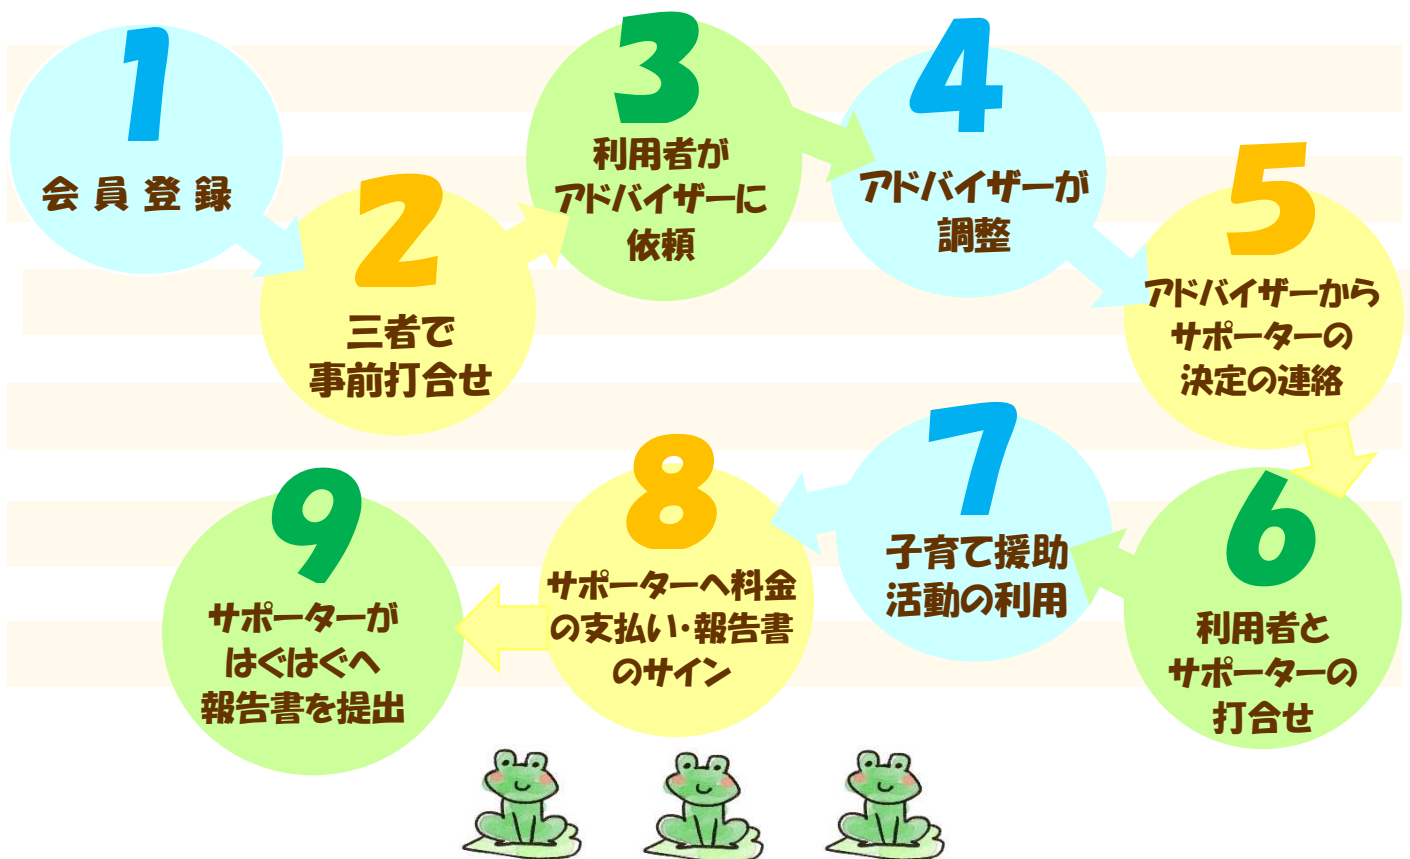 1
会員登録
2
三者で
事前打合せ
3
利用者が
アドバイザーに
依頼
4
アドバイザーが
調整
5
アドバイザーから
サポーターの
決定の連絡
6
利用者と
サポーターの
打合せ
7
子育て援助
活動の利用
8
サポーターへ料金
の支払い・報告書
のサイン
9
サポーターが
はぐはぐへ
報告書を提出